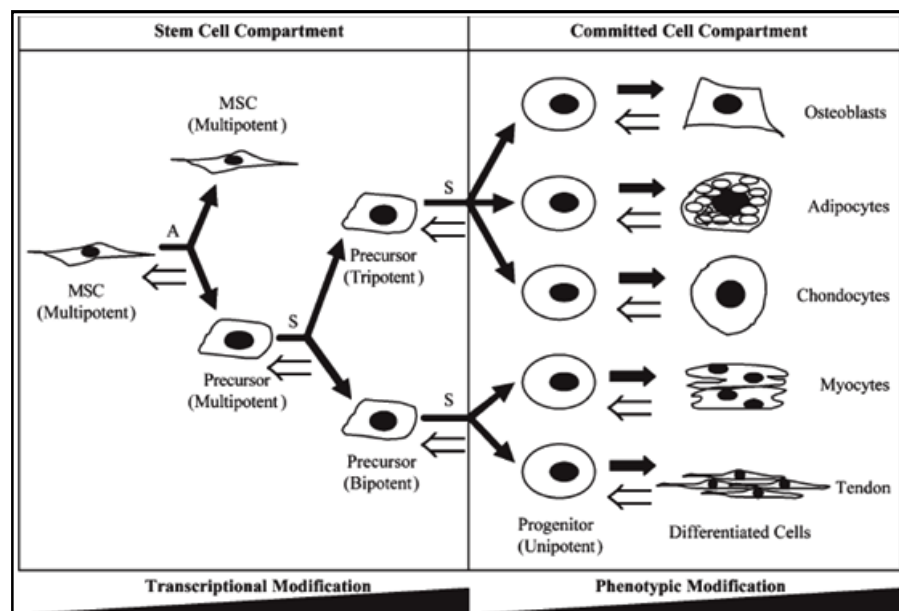 Stem Cell Compartment
Committed Cell Compartment
MSC
(Multipotent)
A
MSC
(Multipotent)
Precursor
(Multipotent)
S
Precursor
(Tripotent)
S
Precursor
(Bipotent)
S
Osteoblasts
Adipocytes
Chondocytes
Myocytes
Tendon
Progenitor
(Unipotent)
Differentiated Cells
Transcriptional Modification
Phenotypic Modification